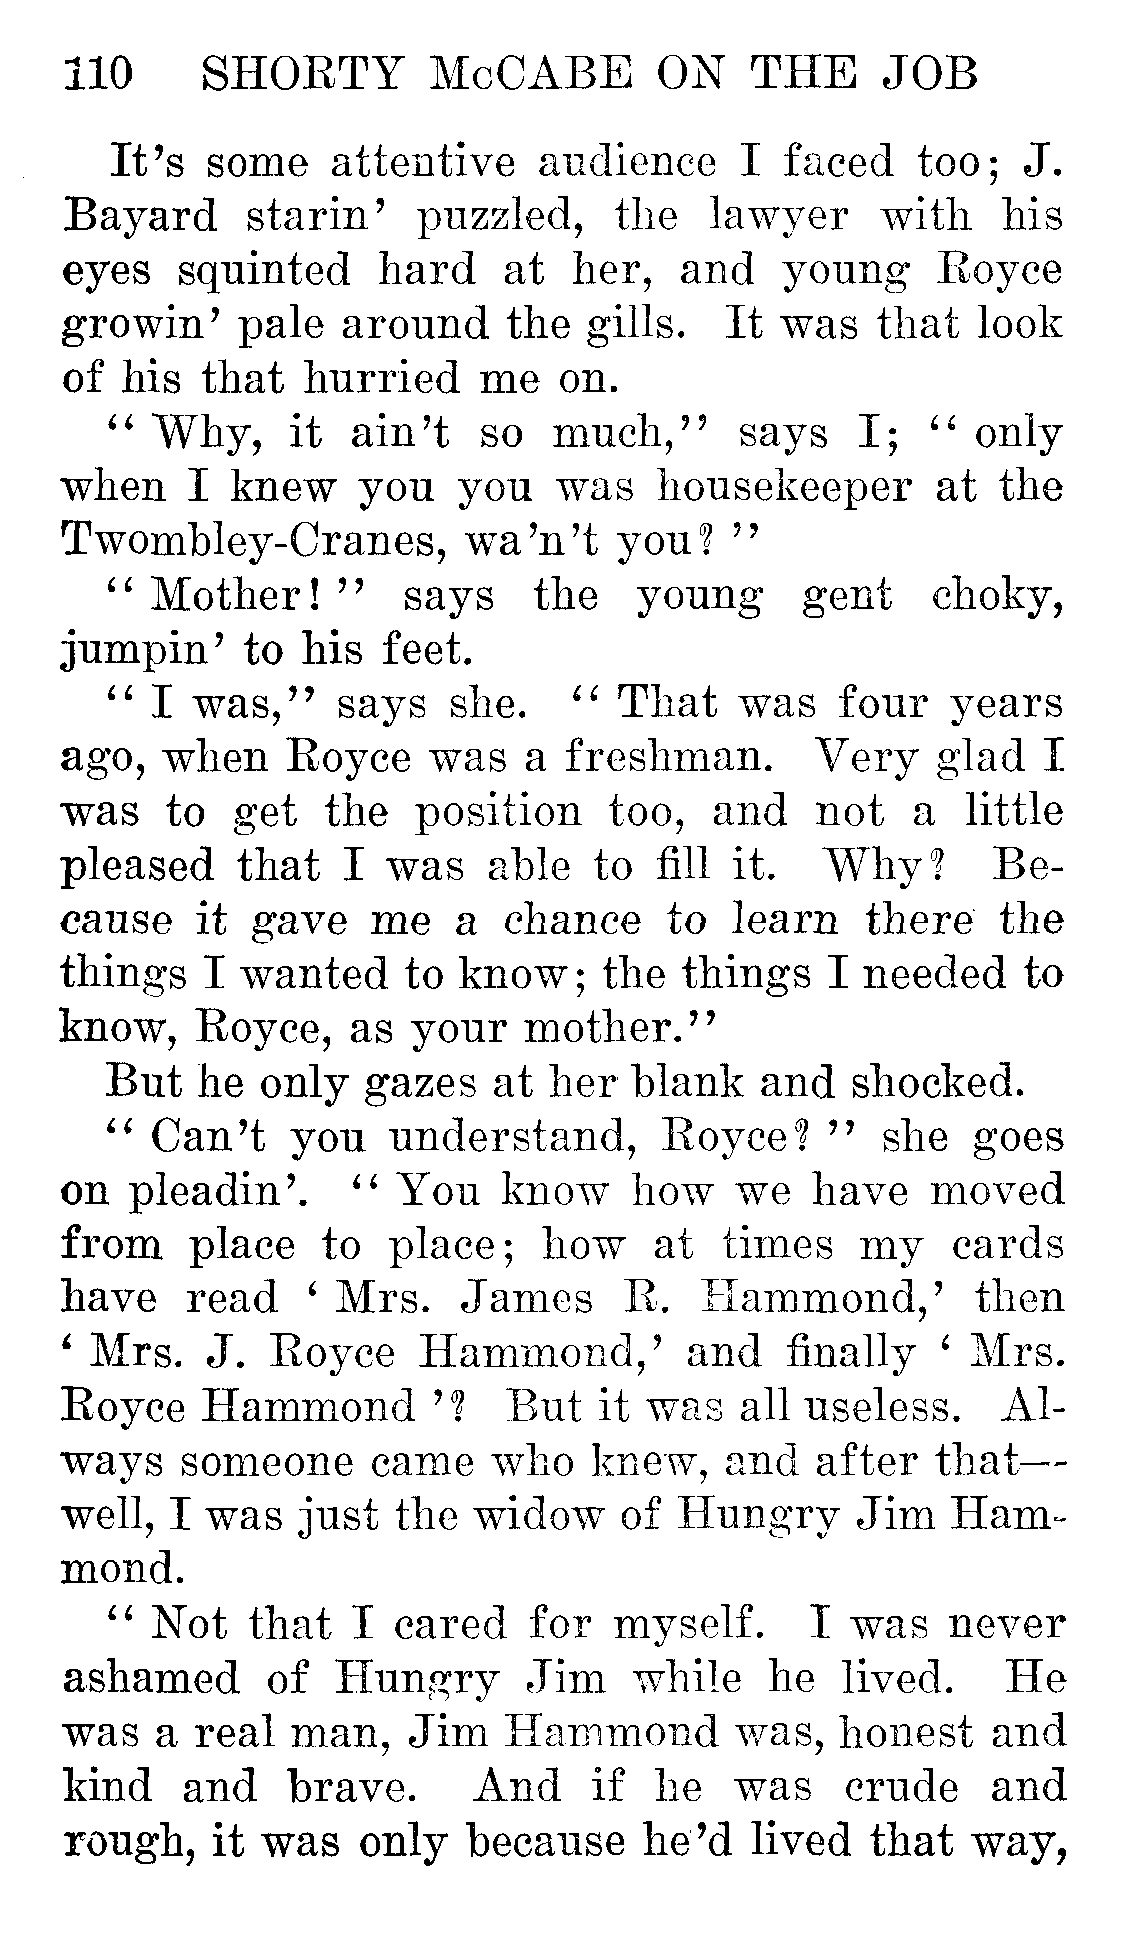 110 SHORTY McCABE ON THE JOB
It's some attentive audience I faced too; J.
Bayard starin' puzzled, the lawyer with his
eyes squinted hard at her, and young Royce
growin' pale around the gills. It was that look
of his that hurried me on.
“ Why, it ain't so much,” says I; “ only
when I knew you you was housekeeper at the
Twombley-Cranes, wa'n't you? ”
“ Mother! ” says the young gent choky,
jumpin' to his feet.
“ I was,” says she. “ That was four years
ago, when Royce was a freshman. Very glad I
was to get the position too, and not a little
pleased that I was able to fill it. Why? Be-
cause it gave me a chance to learn there the
things I wanted to know; the things I needed to
know, Royce, as your mother.”
But he only gazes at her blank and shocked.
“ Can't you understand, Royce? ” she goes
on pleadin'. “ You know how we have moved
from place to place; how at times my cards
have read ‘ Mrs. James R. Hammond,’ then
‘ Mrs. J. Royce Hammond,’ and finally ‘ Mrs.
Royce Hammond ’? But it was all useless. Al-
ways someone came who knew, and after that—
well, I was just the widow of Hungry Jim Ham-
mond.
“ Not that I cared for myself. I was never
ashamed of Hungry Jim while he lived. He
was a real man, Jim Hammond was, honest and
kind and brave. And if he was crude and
rough, it was only because he'd lived that way,